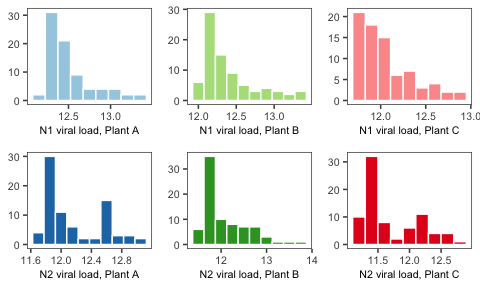 30
20
10
0
12.5 13.0
N1 viral load, Plant A
30
20
10
0
12.0 12.5 13.0
N1 viral load, Plant B
20
15
10
5
0
12.0 12.5 13.0
N1 viral load, Plant C
30
20
10
0
11.6 12.0 12.4 12.8
N2 viral load, Plant A
30
20
10
0
12 13 14
N2 viral load, Plant B
30
20
10
0
11.5 12.0 12.5
N2 viral load, Plant C